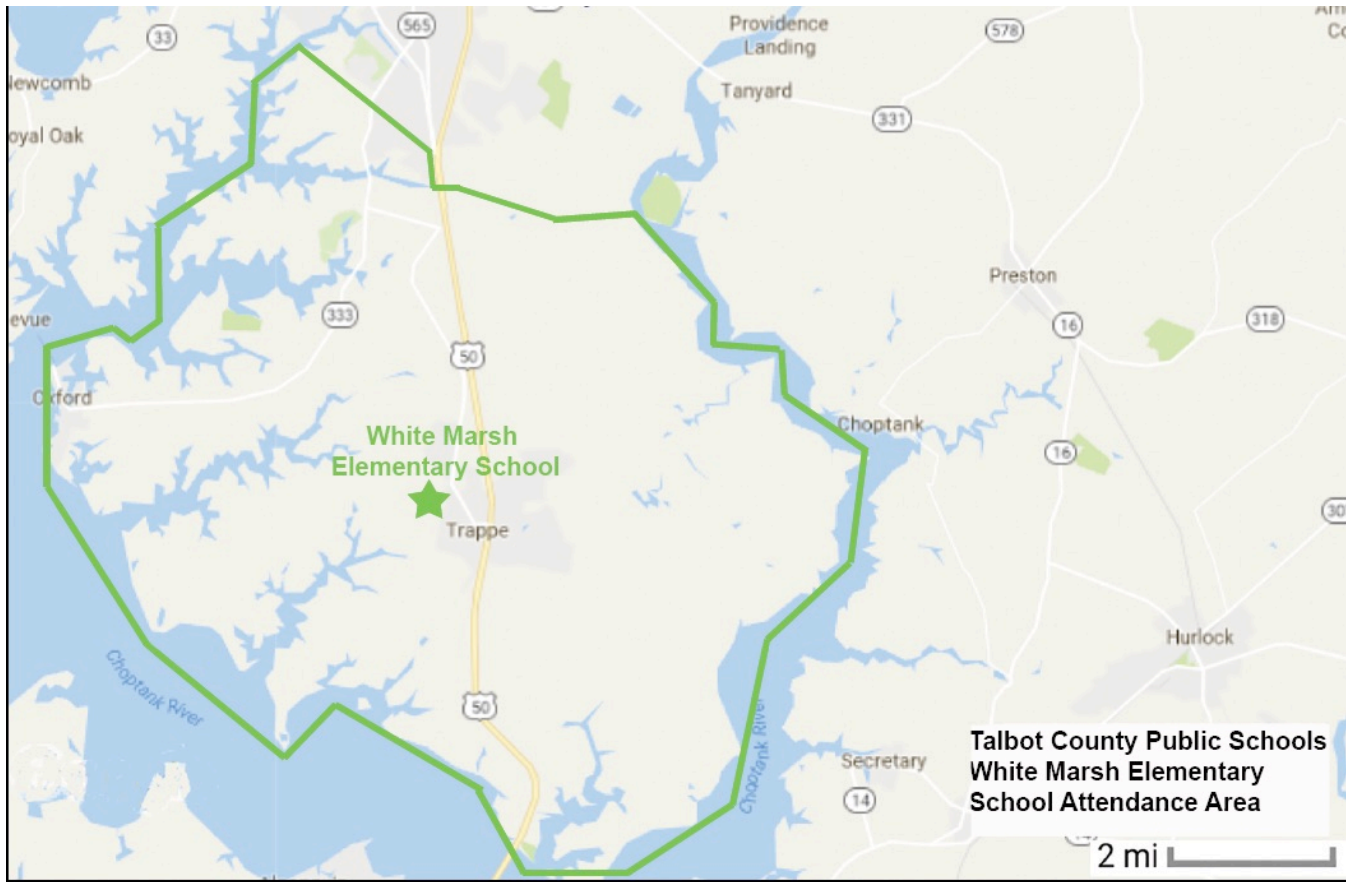 565
33
Providence
Landing
578
Newcomb
Tanyard
331
oyal Oak
Preston
333
16
318
evue
50
Oxford
Choptank
White Marsh
Elementary School
16
Trappe
Hurlock
Choptank River
50
Choptank River
Secretary
14
Talbot County Public Schools
White Marsh Elementary
School Attendance Area
2 mi